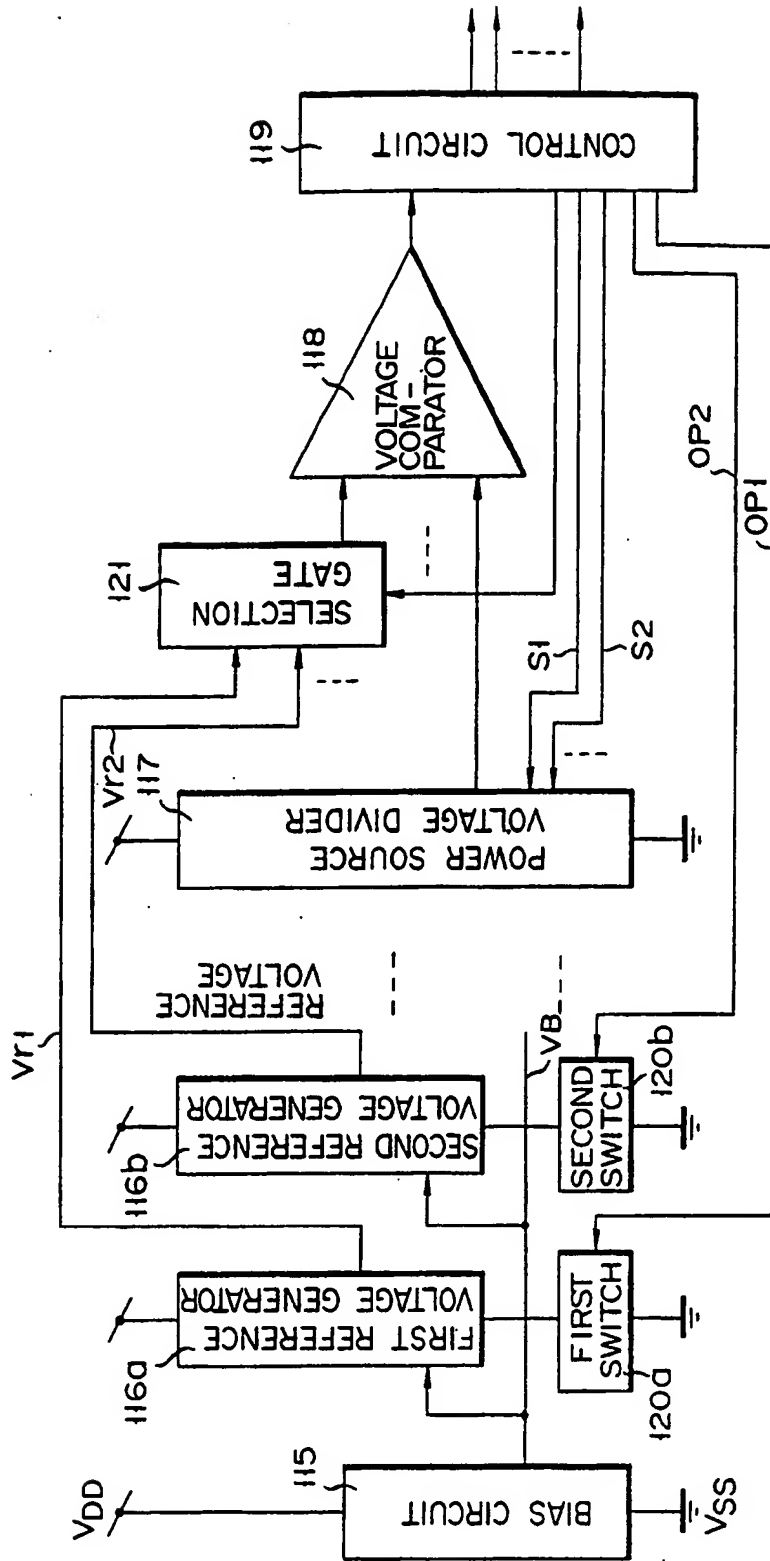 VDD
115
BIAS CIRCUIT
VSS
116a
FIRST REFERENCE
VOLTAGE GENERATOR
FIRST
SWITCH
120a
Vr1
116b
SECOND REFERENCE
VOLTAGE GENERATOR
VB
SECOND
SWITCH
120b
REFERENCE
VOLTAGE
Vr2
117
POWER SOURCE
VOLTAGE DIVIDER
S1
S2
121
SELECTION
GATE
118
VOLTAGE
COM-
PARATOR
OP2
OP1
119
CONTROL CIRCUIT